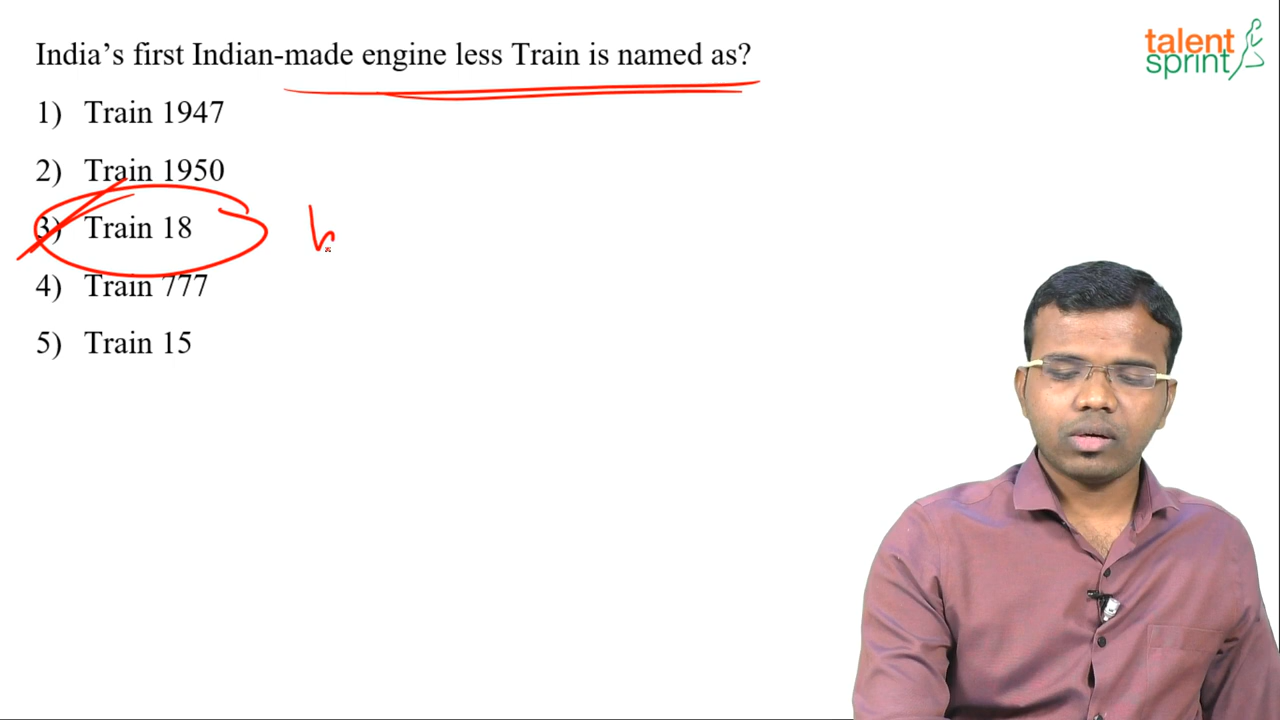 India's first Indian-made engine less Train is named as?
talent
sprint
1) Train 1947
2) Train 1950
3) Train 18
4) Train 777
5) Train 15